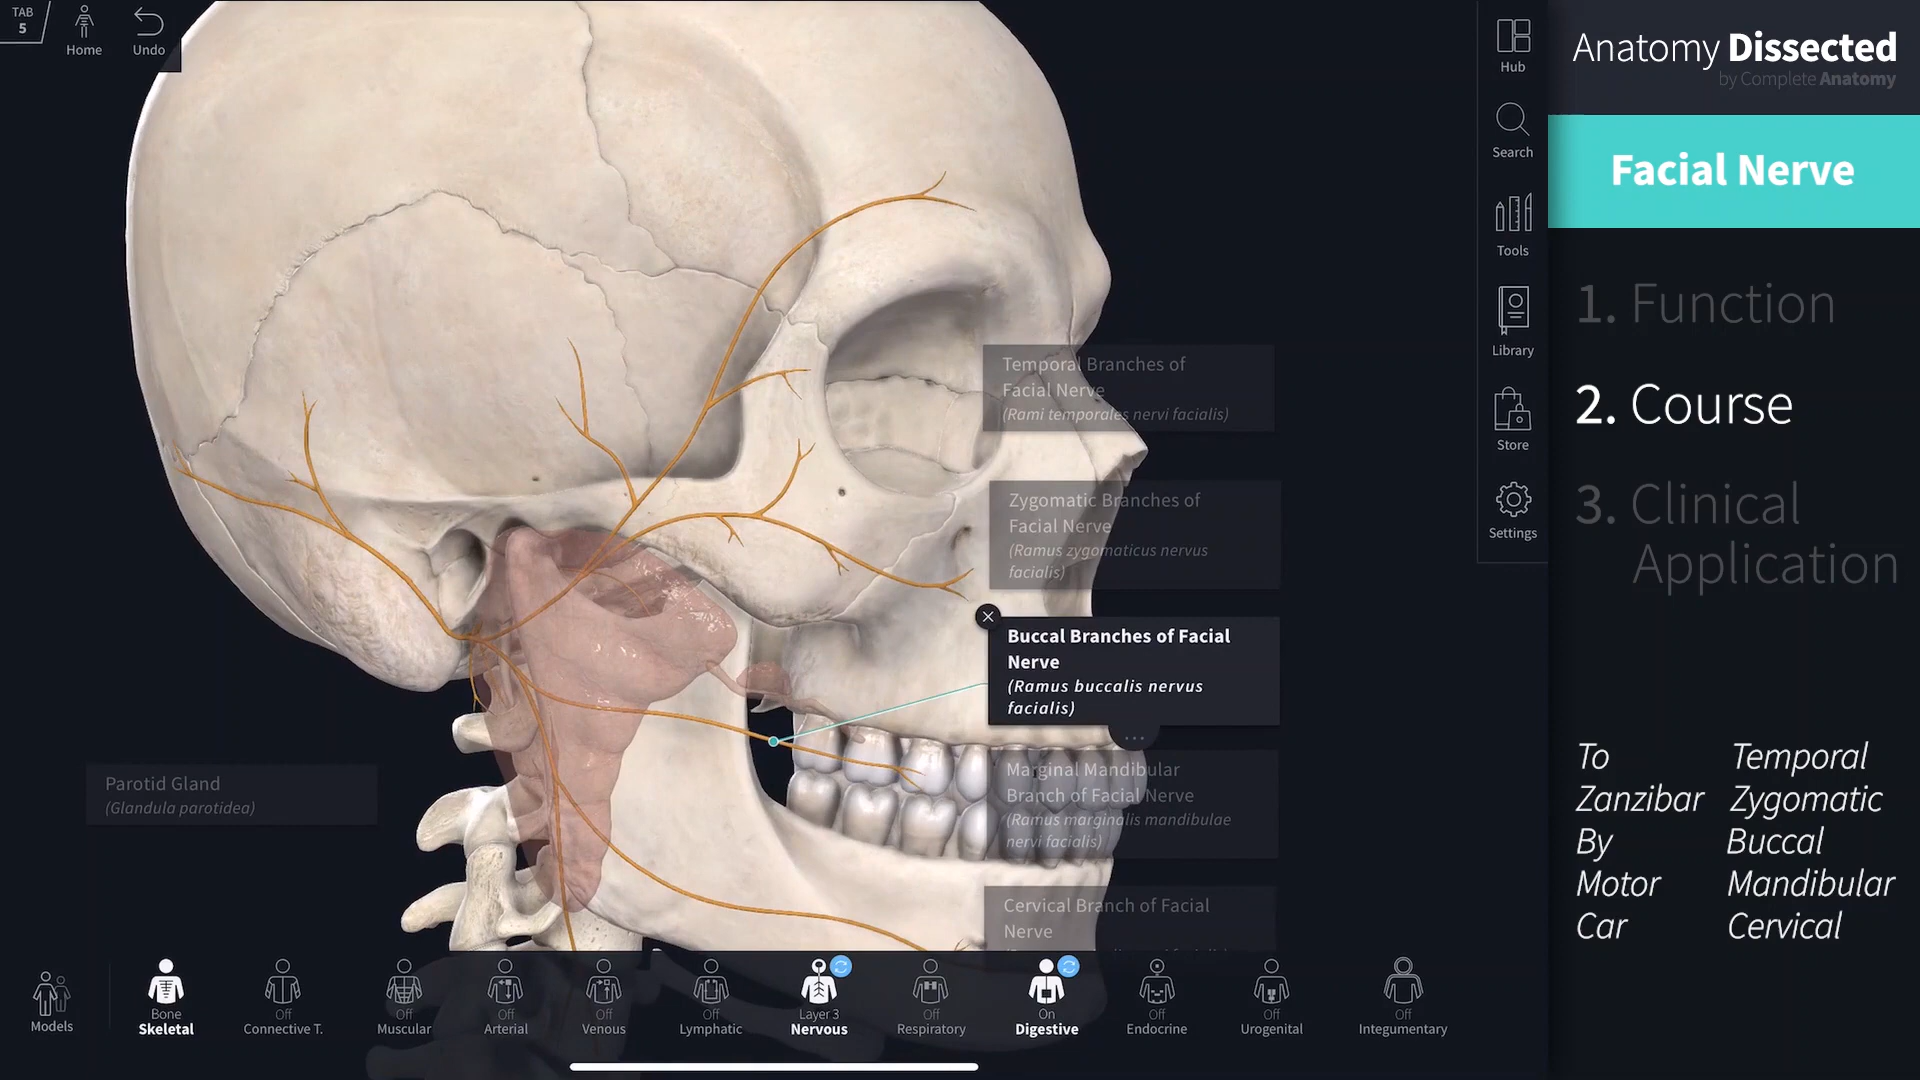 TAB
5
Home
Undo
Hub
Search
Tools
Library
Store
Settings
Anatomy Dissected
by Complete Anatomy
Facial Nerve
1. Function
2. Course
3. Clinical
Application
Temporal Branches of
Facial Nerve
(Rami temporales nervi facialis)
Zygomatic Branches of
Facial Nerve
(Ramus zygomaticus nervus
facialis)
Buccal Branches of Facial
Nerve
(Ramus buccalis nervus
facialis)
...
Marginal Mandibular
Branch of Facial Nerve
(Ramus marginalis mandibulae
nervi facialis)
Cervical Branch of Facial
Nerve
Parotid Gland
(Glandula parotidea)
To Temporal
Zanzibar Zygomatic
By Buccal
Motor Mandibular
Car Cervical
Models
Bone
Skeletal
Off
Connective T.
Off
Muscular
Off
Arterial
Off
Venous
Off
Lymphatic
Layer 3
Nervous
Off
Respiratory
On
Digestive
Off
Endocrine
Off
Urogenital
Off
Integumentary